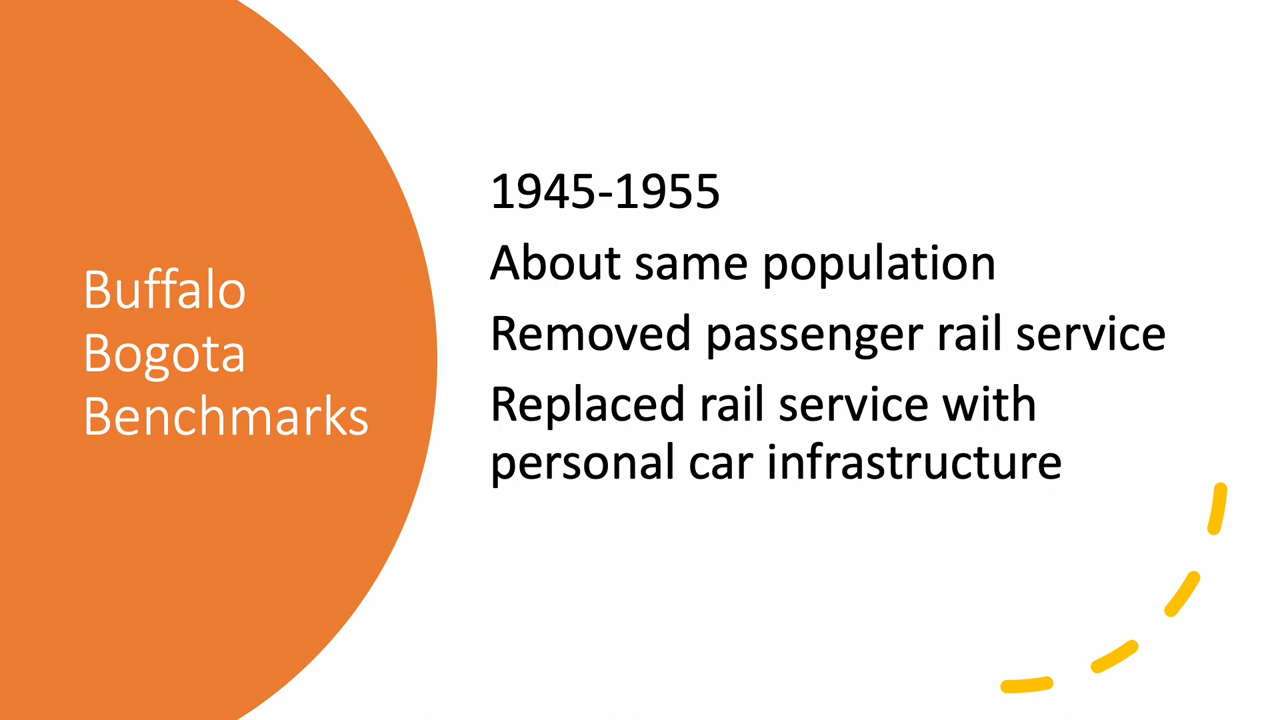 Buffalo
Bogota
Benchmarks
1945-1955
About same population
Removed passenger rail service
Replaced rail service with
personal car infrastructure